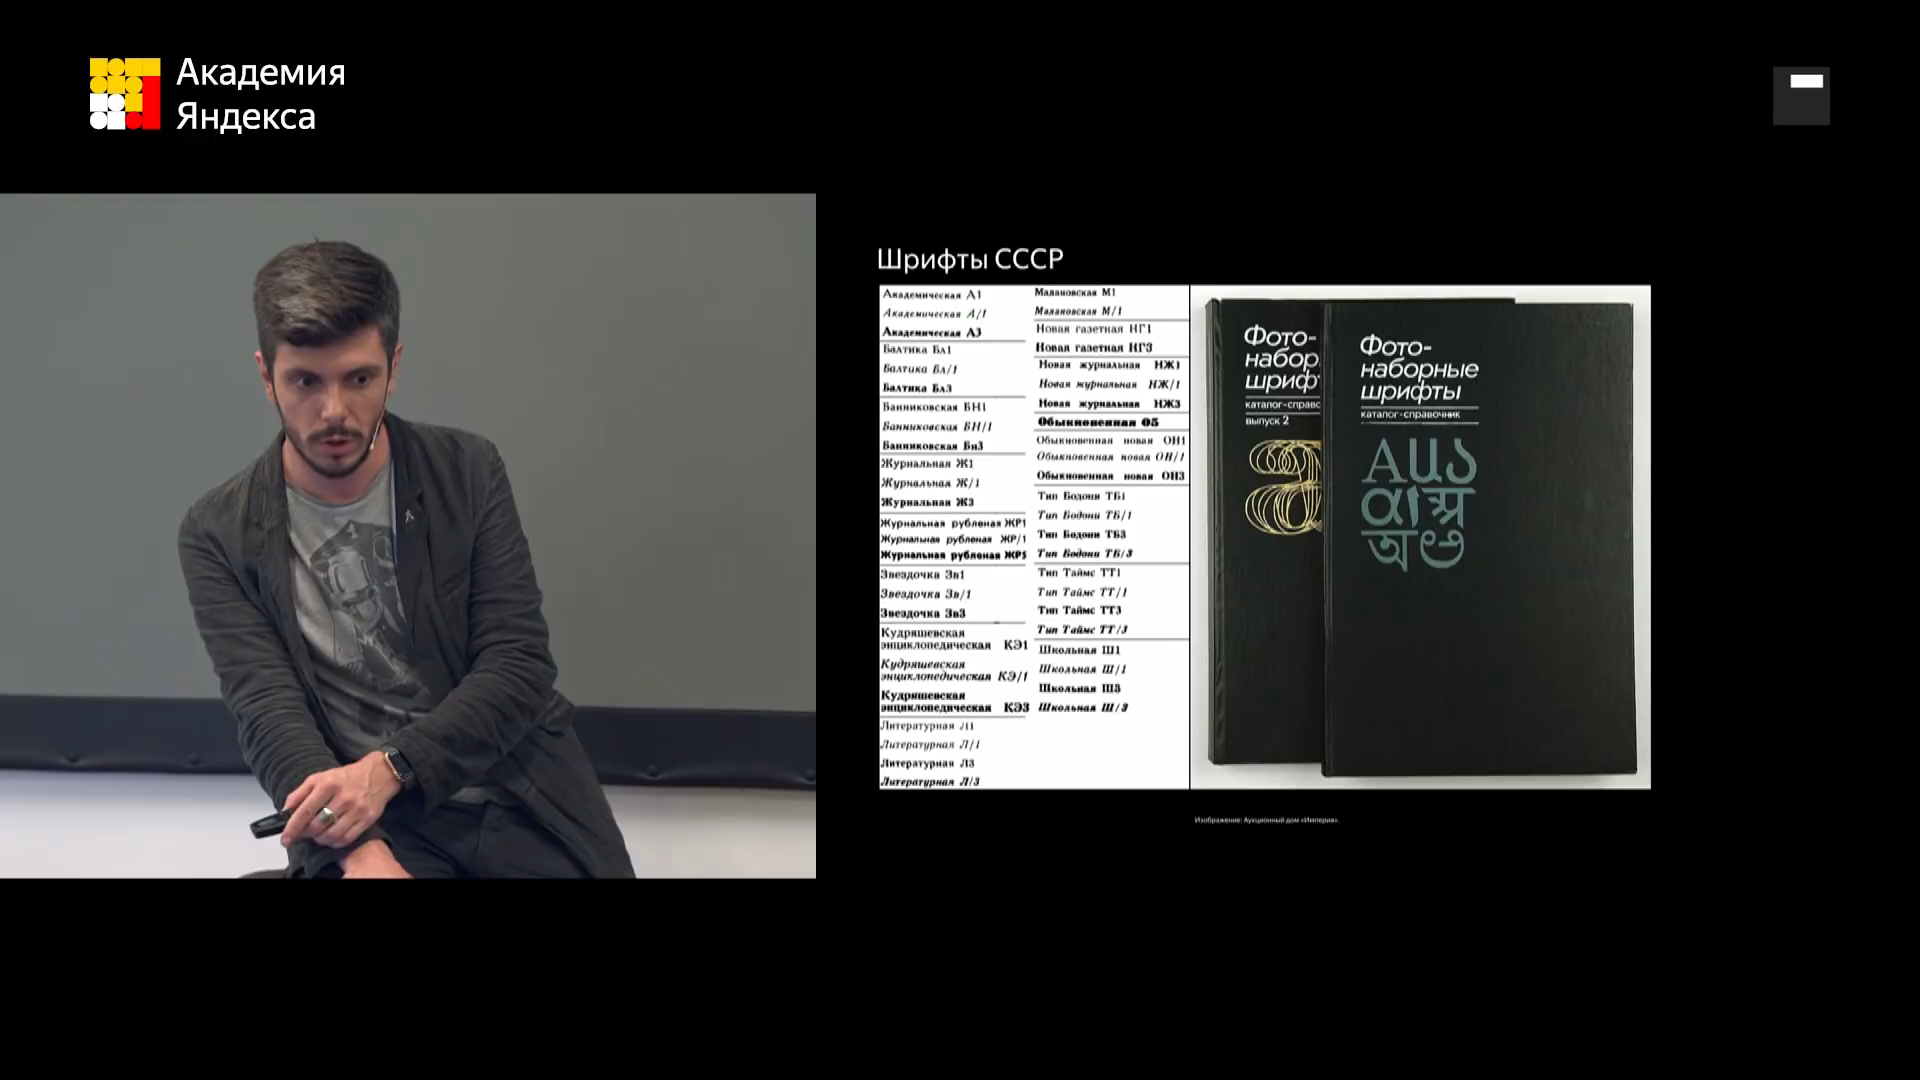 Академия
Яндекса
Шрифты СССР
Академическая А1
Академическая А/1
Академическая А3
Балтика Бл1
Балтика Бл/1
Балтика Бл3
Банниковская БН1
Банниковская БН/1
Банниковская Бн3
Журнальная Ж1
Журнальная Ж/1
Журнальная Ж3
Журнальная рубленая ЖР1
Журнальная рубленая ЖР/1
Журнальная рубленая
Звездочка Зв1
Звездочка Зв/1
Звездочка Зв3
Кудряшевская
энциклопедическая КЭ1
Кудряшевская
энциклопедическая КЭ/1
Кудряшевская
энциклопедическая КЭ3
Литературная Л1
Литературная Л/1
Литературная Л3
Литературная Л/3
Малановская М1
Малановская М/1
Новая газетная НГ1
Новая газетная НГ3
Новая журнальная НЖ1
Новая журнальная НЖ/1
Новая журнальная НЖ3
Обыкновенная О5
Обыкновенная новая ОН1
Обыкновенная новая ОН/1
Обыкновенная новая ОН3
Тип Бодони ТБ1
Тип Бодони ТБ/1
Тип Бодони ТБ3
Тип Бодони ТБ/3
Тип Таймс ТТ1
Тип Таймс ТТ/1
Тип Таймс ТТ3
Тип Таймс ТТ/3
Школьная Ш1
Школьная Ш/1
Школьная Ш3
Школьная Ш/3
Фото-
набор
шриф
каталог-справо
выпуск 2
a
Фото-
наборные
шрифты
каталог-справочник
Изображение: Аукционный дом «Империя».